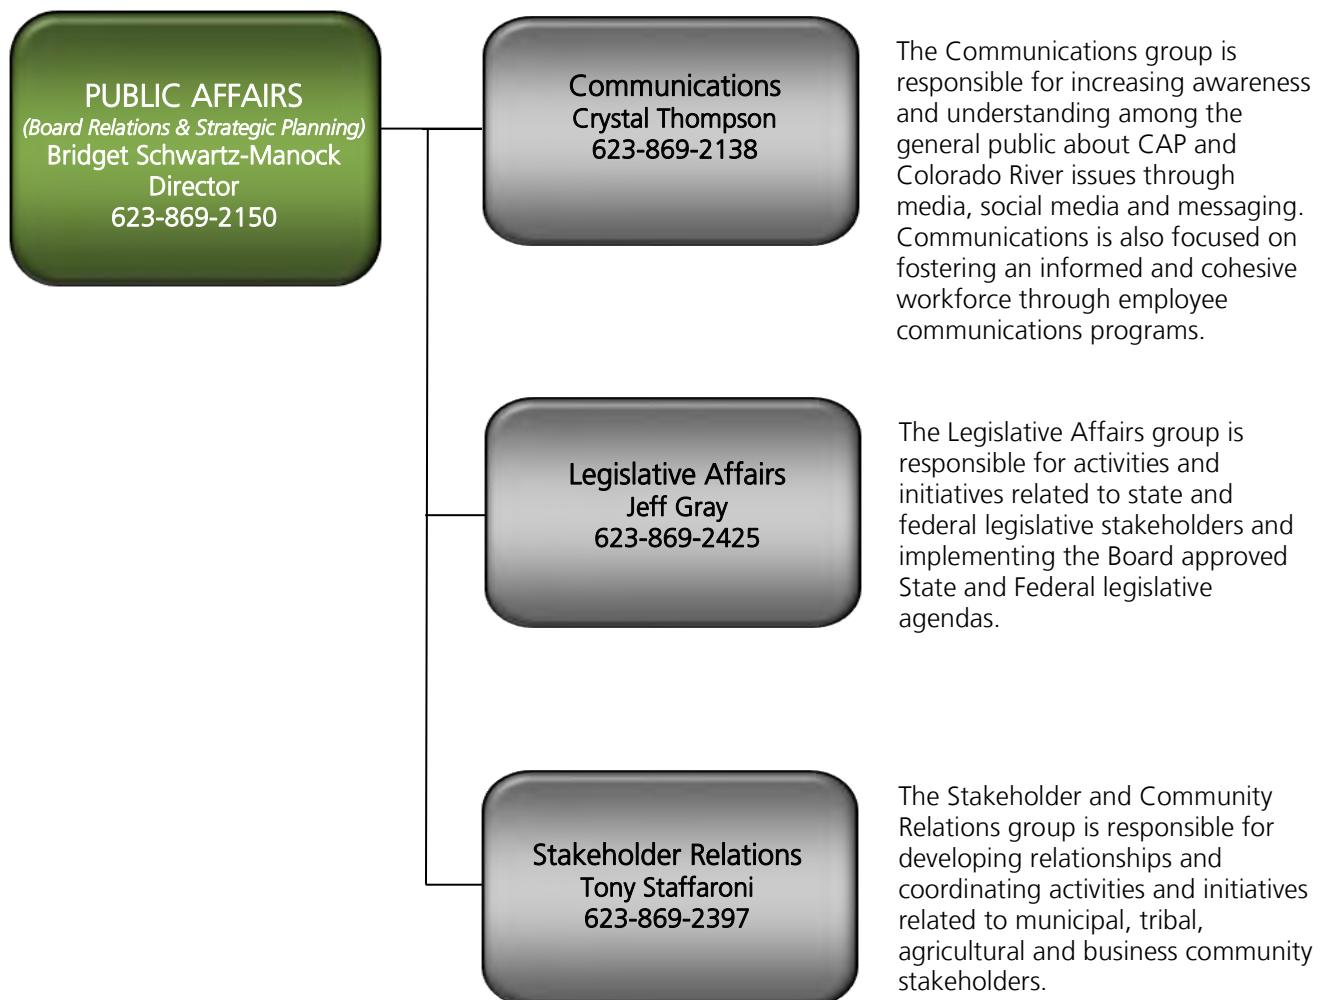 PUBLIC AFFAIRS
(Board Relations & Strategic Planning)
Bridget Schwartz-Manock
Director
623-869-2150
Communications
Crystal Thompson
623-869-2138
The Communications group is
responsible for increasing awareness
and understanding among the
general public about CAP and
Colorado River issues through
media, social media and messaging.
Communications is also focused on
fostering an informed and cohesive
workforce through employee
communications programs.
Legislative Affairs
Jeff Gray
623-869-2425
The Legislative Affairs group is
responsible for activities and
initiatives related to state and
federal legislative stakeholders and
implementing the Board approved
State and Federal legislative
agendas.
Stakeholder Relations
Tony Staffaroni
623-869-2397
The Stakeholder and Community
Relations group is responsible for
developing relationships and
coordinating activities and initiatives
related to municipal, tribal,
agricultural and business community
stakeholders.